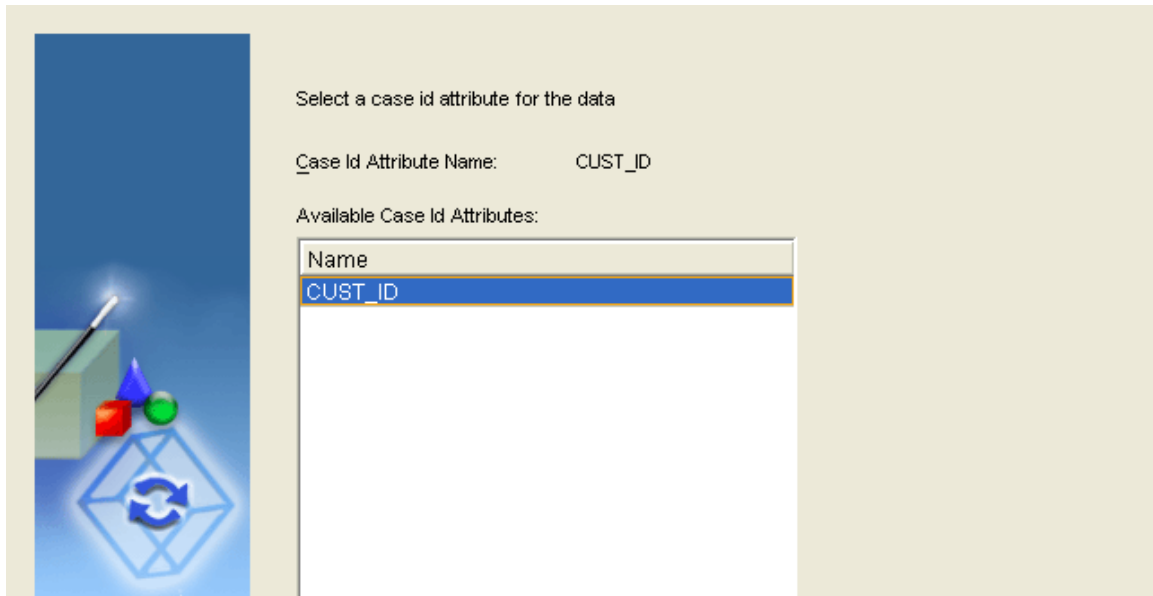 Select a case id attribute for the data
Case Id Attribute Name: CUST_ID
Available Case Id Attributes:
Name
CUST_ID